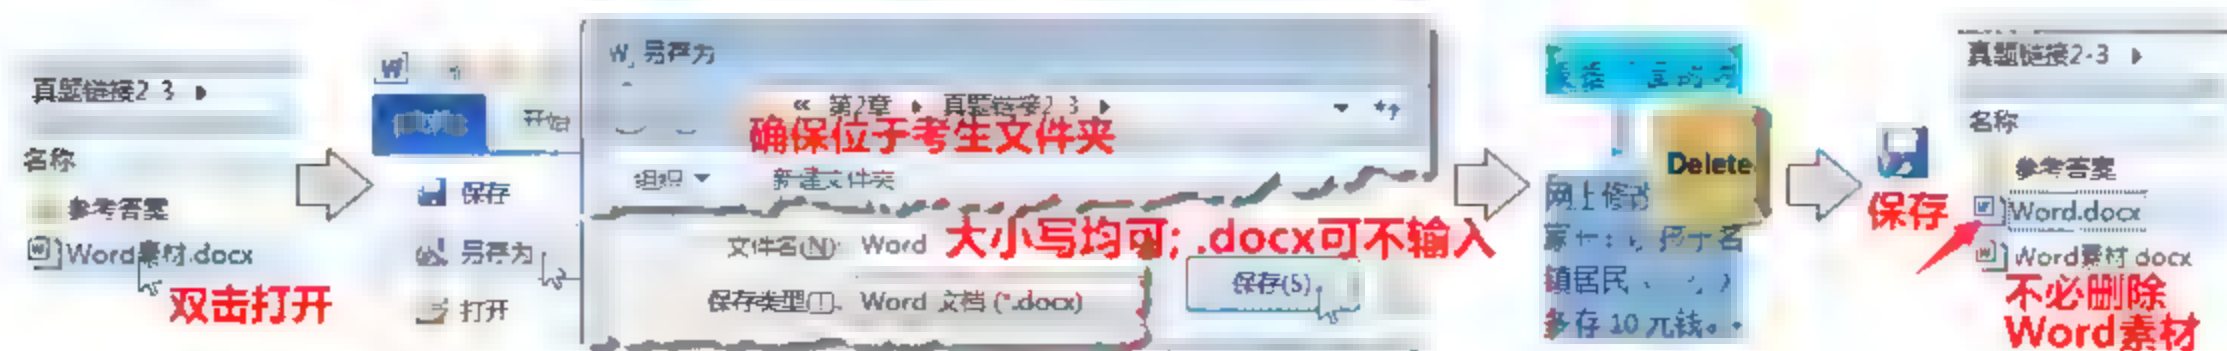 真题链接2-3
名称
参考答案
Word素材.docx
双击打开
开始
保存
另存为
打开
另存为
« 第2章 真题链接2-3
确保位于考生文件夹
组织 新建文件夹
文件名(N): Word
大小写均可; .docx可不输入
保存类型(T): Word 文档 (*.docx)
保存(S)
Delete
网上修改
镇居民
多存 10 元钱。
保存
真题链接2-3
名称
参考答案
Word.docx
Word素材.docx
不必删除
Word素材